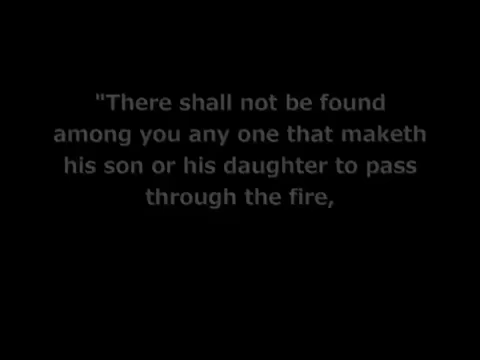 "There shall not be found
among you any one that maketh
his son or his daughter to pass
through the fire,